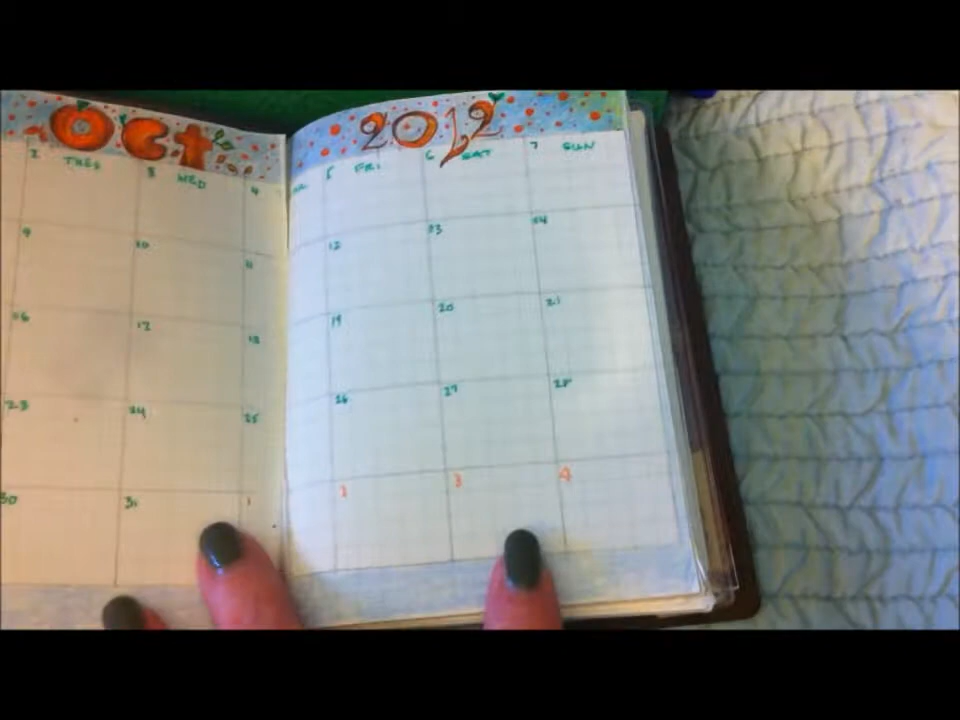 Oct. 2012
2 TUES 3 WED 4 5 FRI 6 SAT 7 SUN
9 10 11 12 13 14
16 17 18 19 20 21
23 24 25 26 27 28
30 31 1 2 3 4